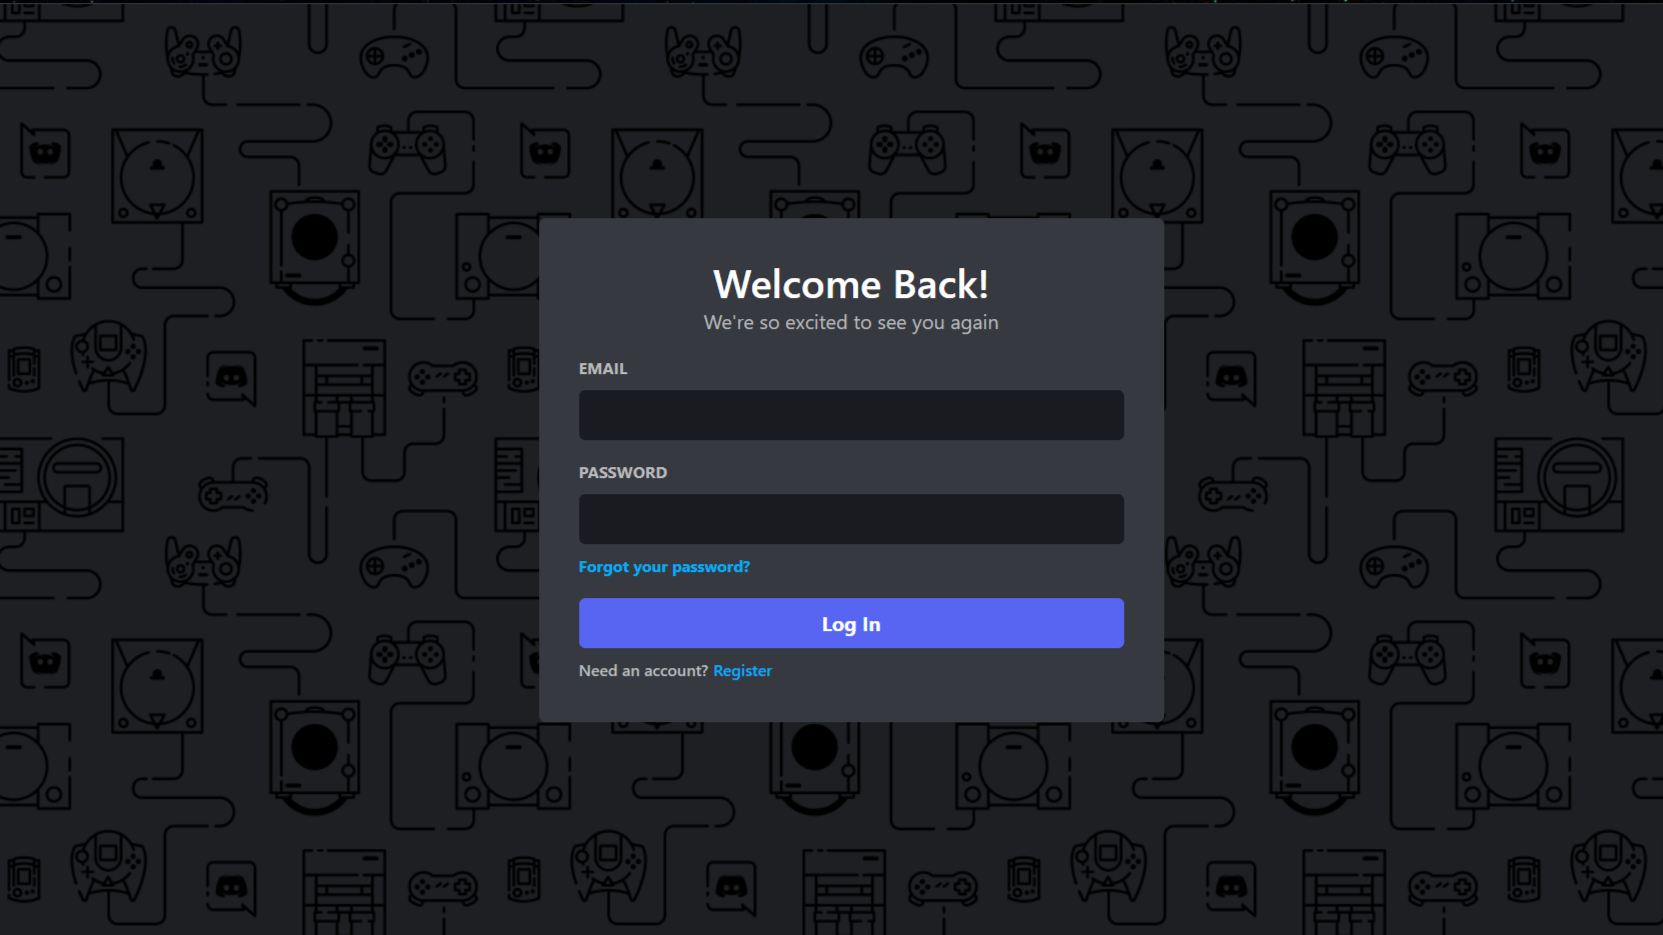 Welcome Back!
We're so excited to see you again
EMAIL
PASSWORD
Forgot your password?
Log In
Need an account? Register